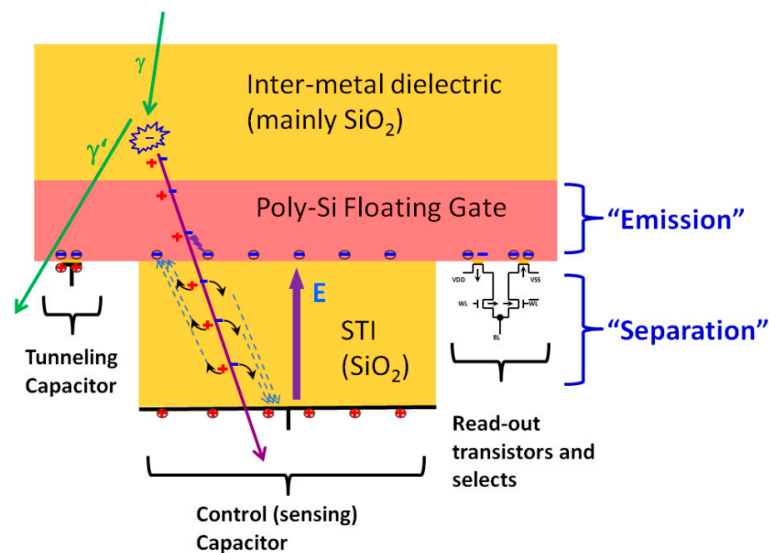 γ
Inter-metal dielectric
(mainly SiO₂)
γ‘
Poly-Si Floating Gate
“Emission”
E
STI
(SiO₂)
VDD
VSS
WL
WL
BL
“Separation”
Tunneling
Capacitor
Read-out
transistors and
selects
Control (sensing)
Capacitor